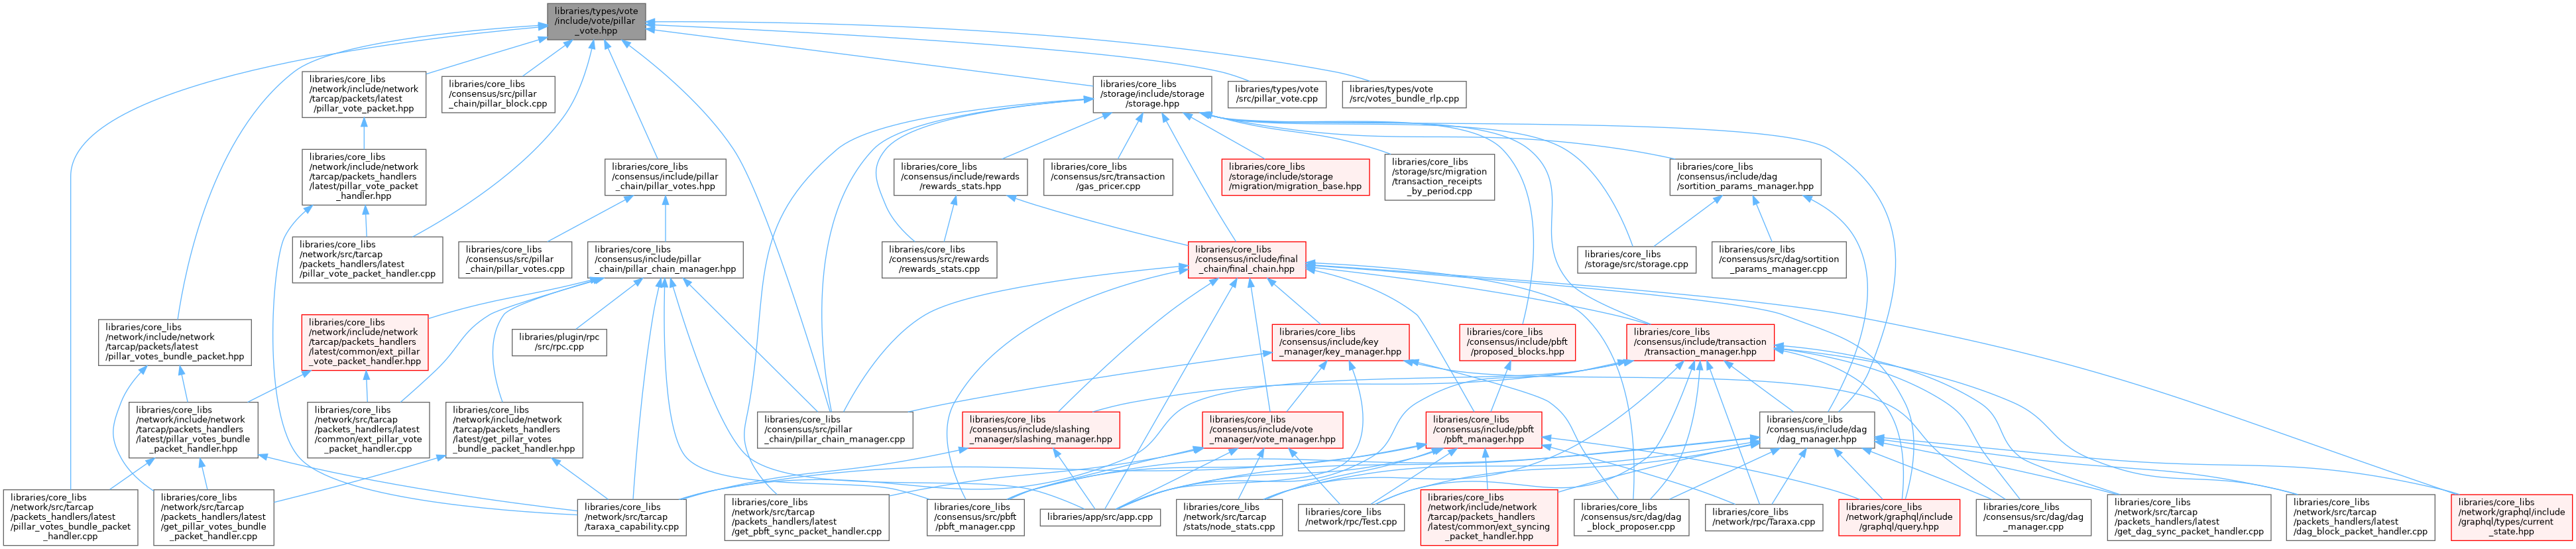 libraries/types/vote
/include/vote/pillar
_vote.hpp
libraries/core_libs
/network/include/network
/tarcap/packets/latest
/pillar_vote_packet.hpp
libraries/core_libs
/consensus/src/pillar
_chain/pillar_block.cpp
libraries/core_libs
/storage/include/storage
/storage.hpp
libraries/types/vote
/src/pillar_vote.cpp
libraries/types/vote
/src/votes_bundle_rlp.cpp
libraries/core_libs
/network/include/network
/tarcap/packets_handlers
/latest/pillar_vote_packet
_handler.hpp
libraries/core_libs
/consensus/include/pillar
_chain/pillar_votes.hpp
libraries/core_libs
/consensus/include/rewards
/rewards_stats.hpp
libraries/core_libs
/consensus/src/transaction
/gas_pricer.cpp
libraries/core_libs
/storage/include/storage
/migration/migration_base.hpp
libraries/core_libs
/storage/src/migration
/transaction_receipts
_by_period.cpp
libraries/core_libs
/consensus/include/dag
/sortition_params_manager.hpp
libraries/core_libs
/network/src/tarcap
/packets_handlers/latest
/pillar_vote_packet_handler.cpp
libraries/core_libs
/consensus/src/pillar
_chain/pillar_votes.cpp
libraries/core_libs
/consensus/include/pillar
_chain/pillar_chain_manager.hpp
libraries/core_libs
/consensus/src/rewards
/rewards_stats.cpp
libraries/core_libs
/consensus/include/final
_chain/final_chain.hpp
libraries/core_libs
/storage/src/storage.cpp
libraries/core_libs
/consensus/src/dag/sortition
_params_manager.cpp
libraries/core_libs
/network/include/network
/tarcap/packets/latest
/pillar_votes_bundle_packet.hpp
libraries/core_libs
/network/include/network
/tarcap/packets_handlers
/latest/common/ext_pillar
_vote_packet_handler.hpp
libraries/plugin/rpc
/src/rpc.cpp
libraries/core_libs
/consensus/include/key
_manager/key_manager.hpp
libraries/core_libs
/consensus/include/pbft
/proposed_blocks.hpp
libraries/core_libs
/consensus/include/transaction
/transaction_manager.hpp
libraries/core_libs
/network/include/network
/tarcap/packets_handlers
/latest/pillar_votes_bundle
_packet_handler.hpp
libraries/core_libs
/network/src/tarcap
/packets_handlers/latest
/common/ext_pillar_vote
_packet_handler.cpp
libraries/core_libs
/network/include/network
/tarcap/packets_handlers
/latest/get_pillar_votes
_bundle_packet_handler.hpp
libraries/core_libs
/consensus/src/pillar
_chain/pillar_chain_manager.cpp
libraries/core_libs
/consensus/include/slashing
_manager/slashing_manager.hpp
libraries/core_libs
/consensus/include/vote
_manager/vote_manager.hpp
libraries/core_libs
/consensus/include/pbft
/pbft_manager.hpp
libraries/core_libs
/consensus/include/dag
/dag_manager.hpp
libraries/core_libs
/network/src/tarcap
/packets_handlers/latest
/pillar_votes_bundle_packet
_handler.cpp
libraries/core_libs
/network/src/tarcap
/packets_handlers/latest
/get_pillar_votes_bundle
_packet_handler.cpp
libraries/core_libs
/network/src/tarcap
/taraxa_capability.cpp
libraries/core_libs
/network/src/tarcap
/packets_handlers/latest
/get_pbft_sync_packet_handler.cpp
libraries/core_libs
/consensus/src/pbft
/pbft_manager.cpp
libraries/app/src/app.cpp
libraries/core_libs
/network/src/tarcap
/stats/node_stats.cpp
libraries/core_libs
/network/rpc/Test.cpp
libraries/core_libs
/network/include/network
/tarcap/packets_handlers
/latest/common/ext_syncing
_packet_handler.hpp
libraries/core_libs
/consensus/src/dag/dag
_block_proposer.cpp
libraries/core_libs
/network/rpc/Taraxa.cpp
libraries/core_libs
/network/graphql/include
/graphql/query.hpp
libraries/core_libs
/consensus/src/dag/dag
_manager.cpp
libraries/core_libs
/network/src/tarcap
/packets_handlers/latest
/get_dag_sync_packet_handler.cpp
libraries/core_libs
/network/src/tarcap
/packets_handlers/latest
/dag_block_packet_handler.cpp
libraries/core_libs
/network/graphql/include
/graphql/types/current
_state.hpp